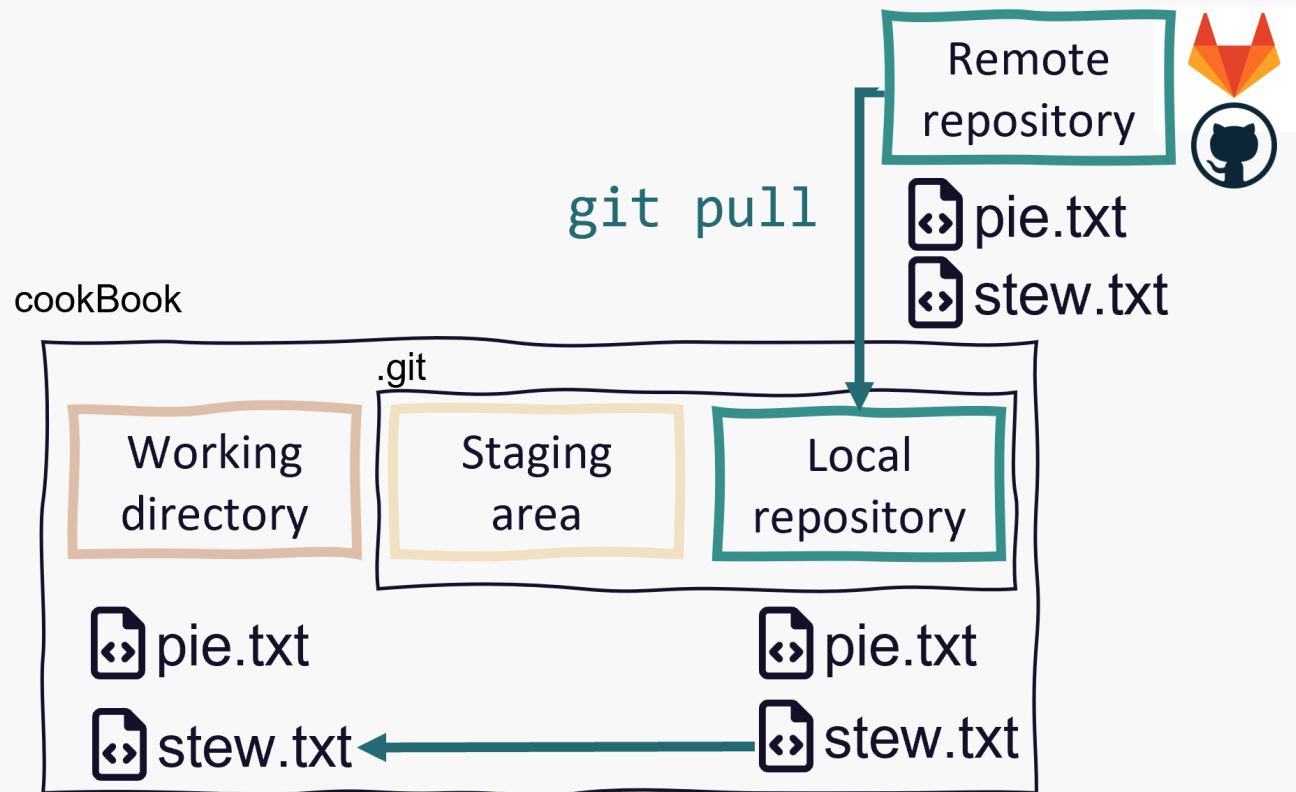 Remote
repository
git pull
pie.txt
stew.txt
cookBook
.git
Working
directory
Staging
area
Local
repository
pie.txt
pie.txt
stew.txt
stew.txt